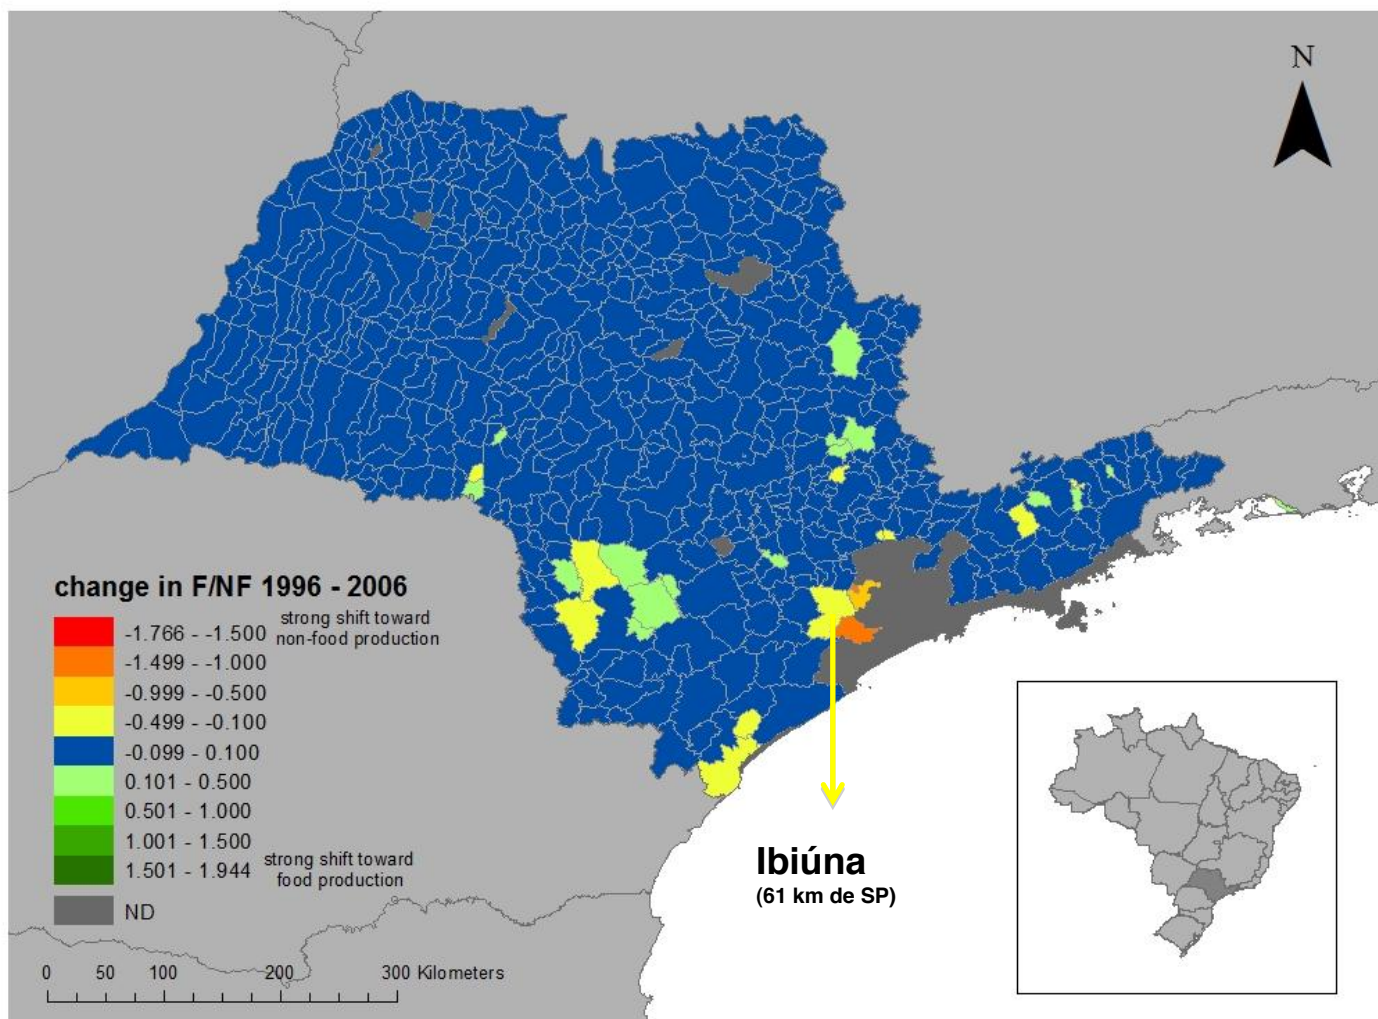 N
change in F/NF 1996 - 2006
-1.766 - -1.500 strong shift toward
non-food production
-1.499 - -1.000
-0.999 - -0.500
-0.499 - -0.100
-0.099 - 0.100
0.101 - 0.500
0.501 - 1.000
1.001 - 1.500
1.501 - 1.944 strong shift toward
food production
ND
0 50 100 200 300 Kilometers
Ibiúna
(61 km de SP)